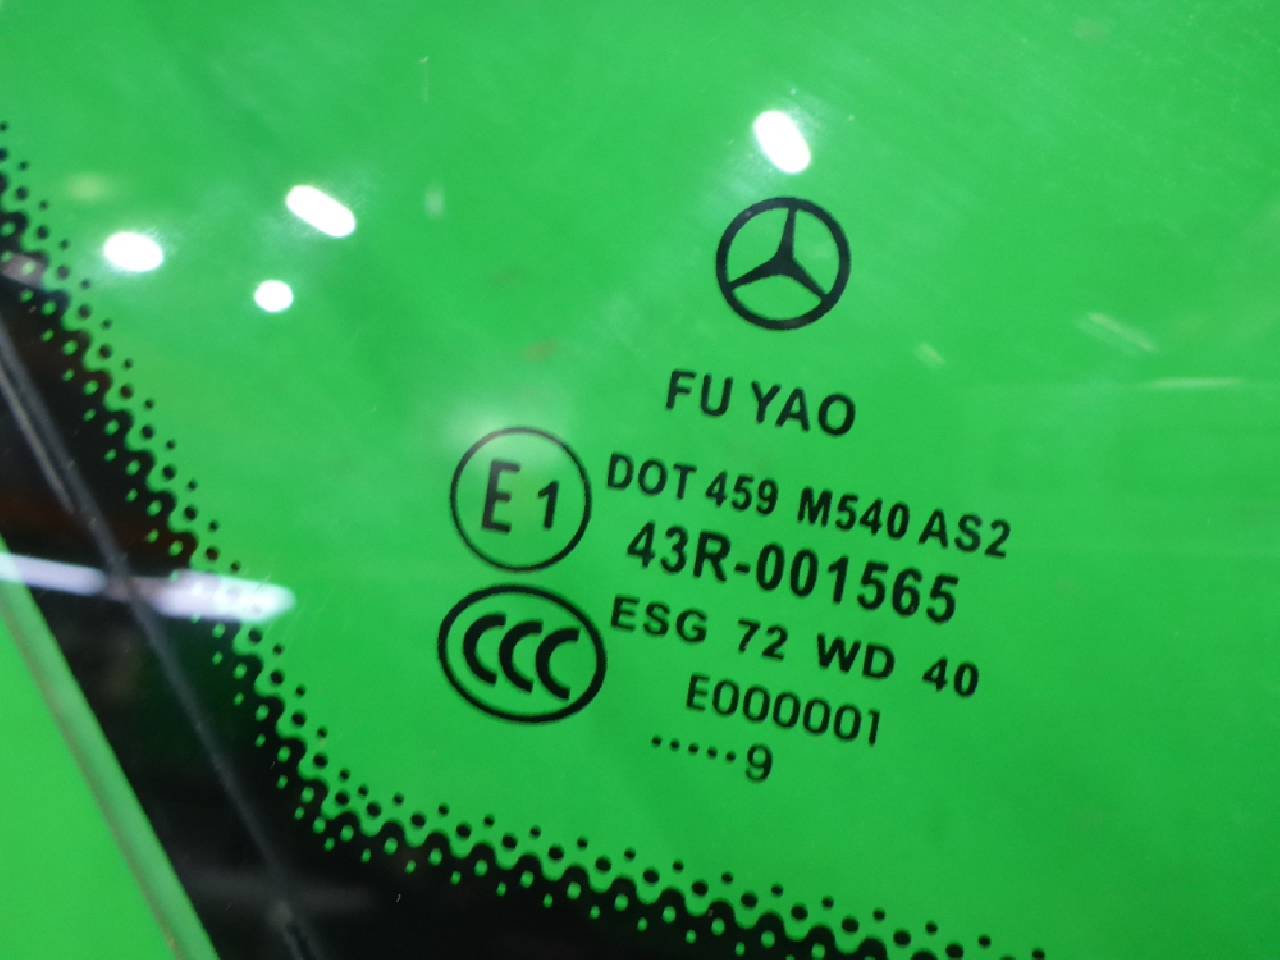 FU YAO
E1
DOT 459 M540 AS2
43R-001565
CCC
ESG 72 WD 40
E000001
.....9